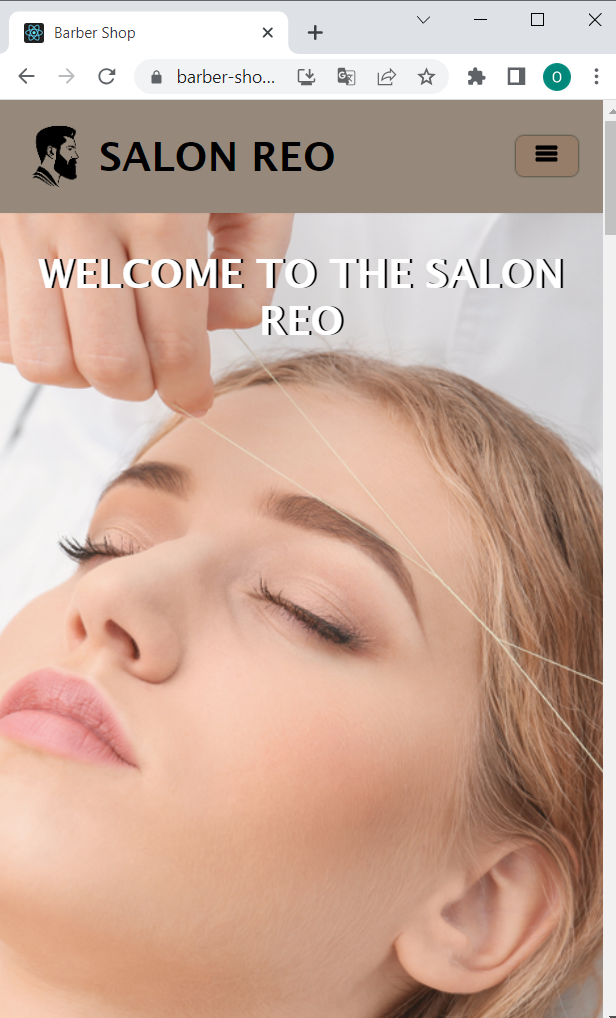 Barber Shop
barber-sho...
O
SALON REO
WELCOME TO THE SALON
REO